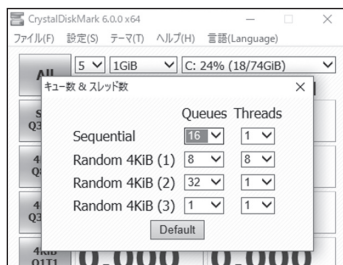 CrystalDiskMark 6.0.0 x64
ファイル(F) 設定(S) テーマ(T) ヘルプ(H) 言語(Language)
All 5 1GiB C: 24% (18/74GiB)
キュー数 & スレッド数
Queues Threads
Sequential 16 1
Random 4KiB (1) 8 8
Random 4KiB (2) 32 1
Random 4KiB (3) 1 1
Default
4KiB
Q1T1 0.000 0.000